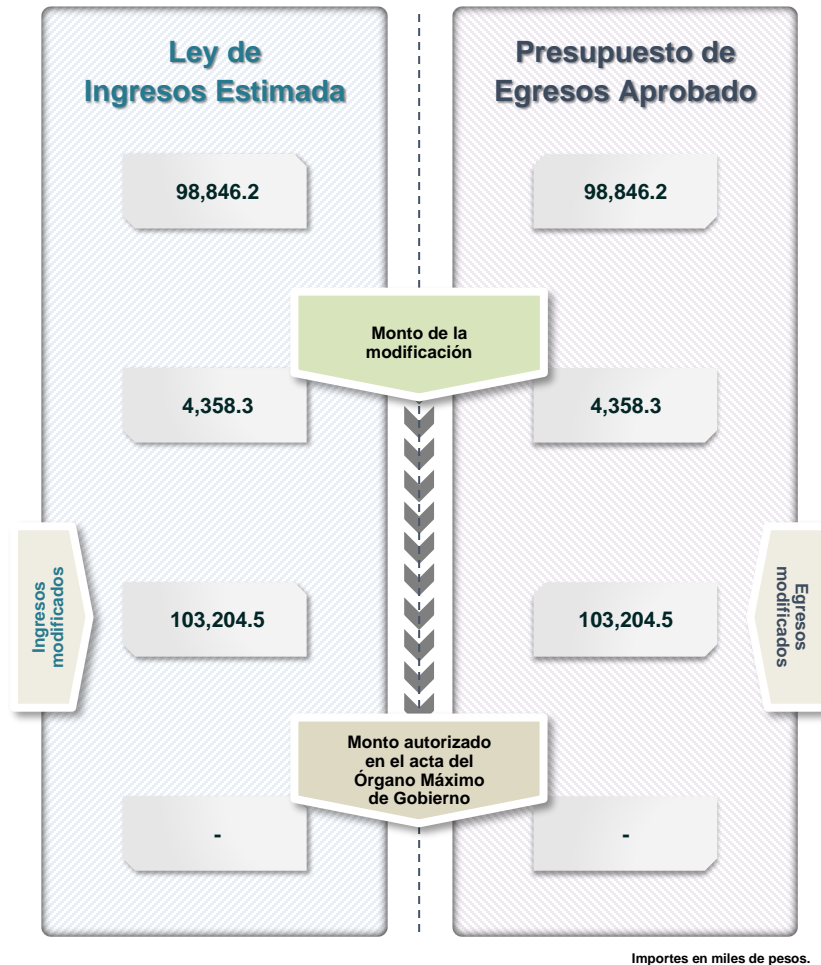 Ley de
Ingresos Estimada
Presupuesto de
Egresos Aprobado
98,846.2
98,846.2
Monto de la
modificación
4,358.3
4,358.3
Ingresos
modificados
103,204.5
103,204.5
Egresos
modificados
Monto autorizado
en el acta del
Órgano Máximo
de Gobierno
-
-
Importes en miles de pesos.